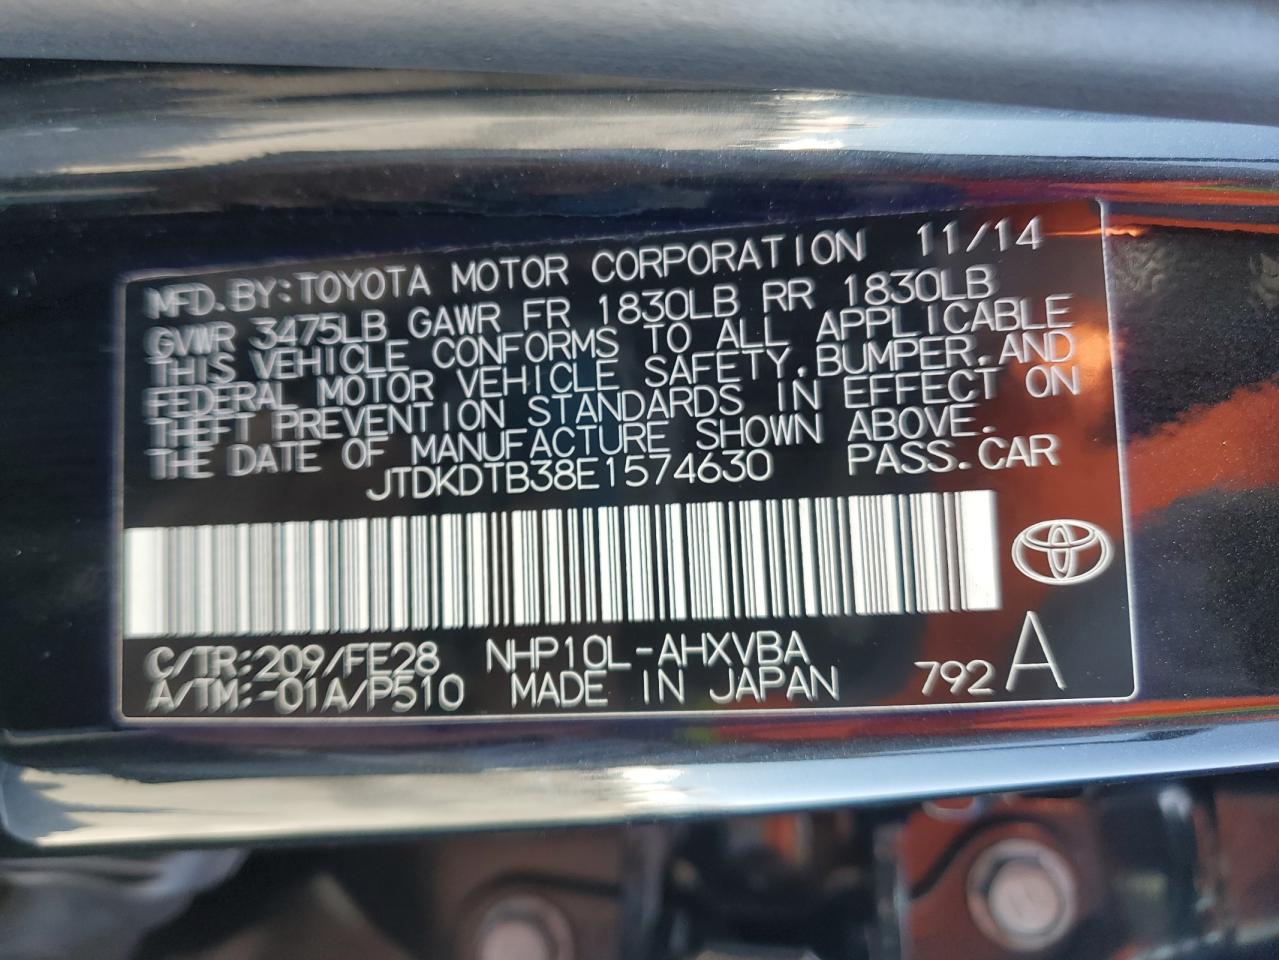 MFD.BY:TOYOTA MOTOR CORPORATION 11/14
GVWR 3475LB GAWR FR 1830LB RR 1830LB
THIS VEHICLE CONFORMS TO ALL APPLICABLE
FEDERAL MOTOR VEHICLE SAFETY,BUMPER,AND
THEFT PREVENTION STANDARDS IN EFFECT ON
THE DATE OF MANUFACTURE SHOWN ABOVE.
JTDKDTB38E1574630 PASS.CAR
C/TR:209/FE28 NHP10L-AHXVBA
A/TM:-01A/P510 MADE IN JAPAN 792 A